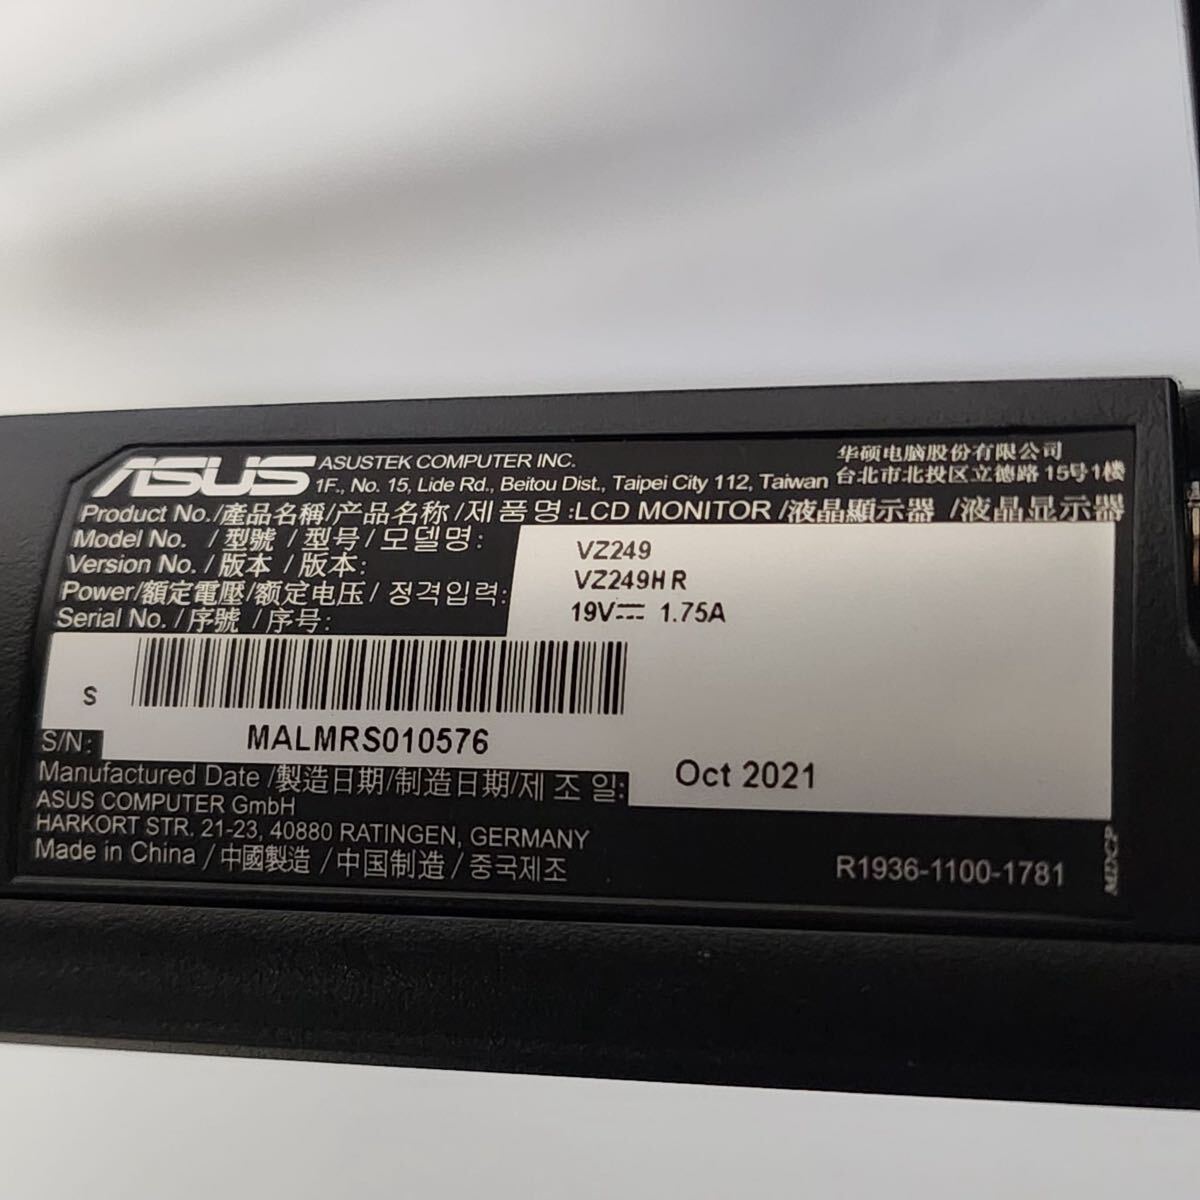 ASUS ASUSTEK COMPUTER INC. 华硕电脑股份有限公司
1F., No. 15, Lide Rd., Beitou Dist., Taipei City 112, Taiwan 台北市北投区立德路15号1楼
Product No./產品名稱/产品名称/제품명:LCD MONITOR/液晶顯示器 /液晶显示器
Model No. /型號 /型号/모델명: VZ249
Version No./版本 /版本: VZ249HR
Power/額定電壓/额定电压/ 정격입력: 19V⎓ 1.75A
Serial No./序號 /序号:
S
S/N: MALMRS010576
Manufactured Date /製造日期/制造日期/제 조 일: Oct 2021
ASUS COMPUTER GmbH
HARKORT STR. 21-23, 40880 RATINGEN, GERMANY
Made in China /中國製造 /中国制造 /중국제조 R1936-1100-1781
MDCP